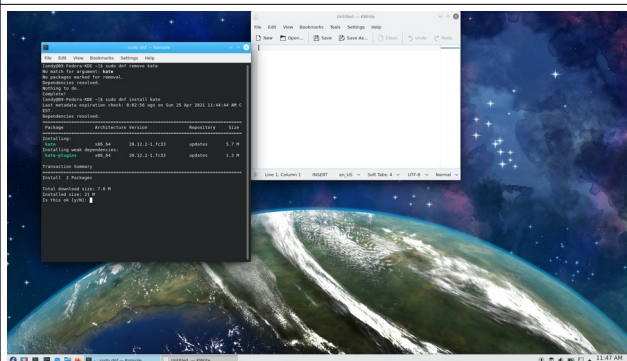 sudo dnf — Konsole
File Edit View Bookmarks Settings Help
[andy@89-Fedora-KDE ~]$ sudo dnf remove kate
No match for argument: kate
No packages marked for removal.
Dependencies resolved.
Nothing to do.
Complete!
[andy@89-Fedora-KDE ~]$ sudo dnf install kate
Last metadata expiration check: 0:02:56 ago on Sun 25 Apr 2021 11:44:44 AM C
EST.
Dependencies resolved.
Package Architecture Version Repository Size
Installing:
kate x86_64 20.12.2-1.fc33 updates 5.7 M
Installing weak dependencies:
kate-plugins x86_64 20.12.2-1.fc33 updates 1.3 M
Transaction Summary
Install 2 Packages
Total download size: 7.0 M
Installed size: 21 M
Is this ok [y/N]:
Untitled — KWrite
File Edit View Bookmarks Tools Settings Help
New Open... Save Save As... Close Undo Redo
Line 1, Column 1 INSERT en_US Soft Tabs: 4 UTF-8 Normal
sudo dnf — Konsole
Untitled — KWrite
11:47 AM